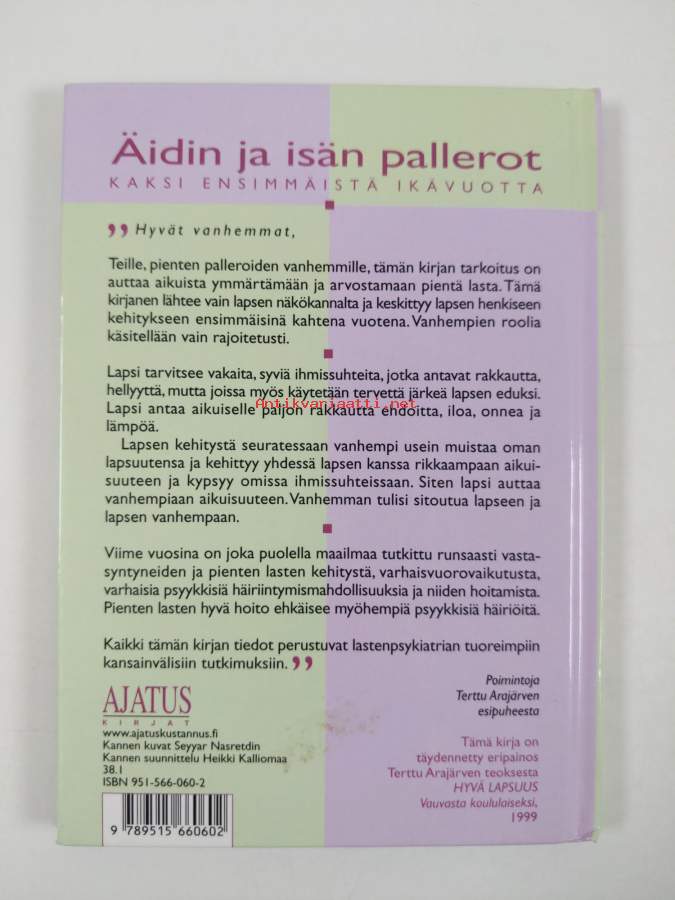 Äidin ja isän pallerot
KAKSI ENSIMMÄISTÄ IKÄVUOTTA
Hyvät vanhemmat,
Teille, pienten palleroiden vanhemmille, tämän kirjan tarkoitus on
auttaa aikuista ymmärtämään ja arvostamaan pientä lasta. Tämä
kirjanen lähtee vain lapsen näkökannalta ja keskittyy lapsen henkiseen
kehitykseen ensimmäisinä kahtena vuotena. Vanhempien roolia
käsitellään vain rajoitetusti.
Lapsi tarvitsee vakaita, syviä ihmissuhteita, jotka antavat rakkautta,
hellyyttä, mutta joissa myös käytetään tervettä järkeä lapsen eduksi.
Antikvariaatti.net
Lapsi antaa aikuiselle paljon rakkautta ehdoitta, iloa, onnea ja
lämpöä.
Lapsen kehitystä seuratessaan vanhempi usein muistaa oman
lapsuutensa ja kehittyy yhdessä lapsen kanssa rikkaampaan aikui-
suuteen ja kypsyy omissa ihmissuhteissaan. Siten lapsi auttaa
vanhempiaan aikuisuuteen. Vanhemman tulisi sitoutua lapseen ja
lapsen vanhempaan.
Viime vuosina on joka puolella maailmaa tutkittu runsaasti vasta-
syntyneiden ja pienten lasten kehitystä, varhaisvuorovaikutusta,
varhaisia psyykkisiä häiriintymismahdollisuuksia ja niiden hoitamista.
Pienten lasten hyvä hoito ehkäisee myöhempiä psyykkisiä häiriöitä.
Kaikki tämän kirjan tiedot perustuvat lastenpsykiatrian tuoreimpiin
kansainvälisiin tutkimuksiin.
Poimintoja
Terttu Arajärven
esipuheesta
AJATUS
KIRJAT
www.ajatuskustannus.fi
Kannen kuvat Seyyar Nasretdin
Kannen suunnittelu Heikki Kalliomaa
38.1
ISBN 951-566-060-2
9 789515 660602
Tämä kirja on
täydennetty eripainos
Terttu Arajärven teoksesta
HYVÄ LAPSUUS
Vauvasta koululaiseksi,
1999